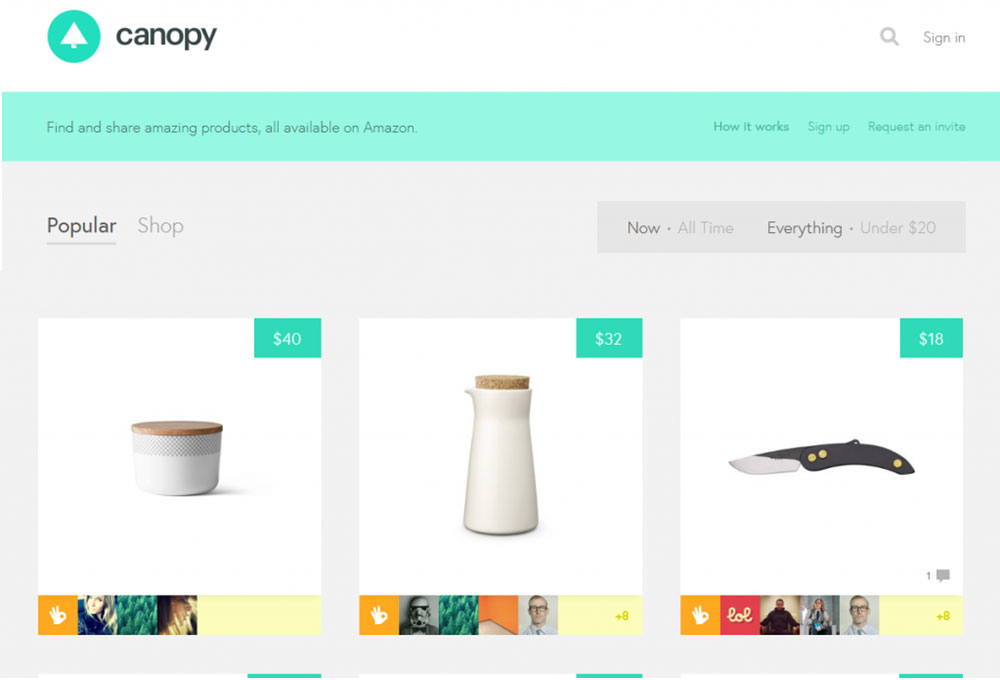 canopy
Sign in
Find and share amazing products, all available on Amazon.
How it works Sign up Request an invite
Popular Shop
Now · All Time Everything · Under $20
$40
$32
$18
1
lol
+8
+8